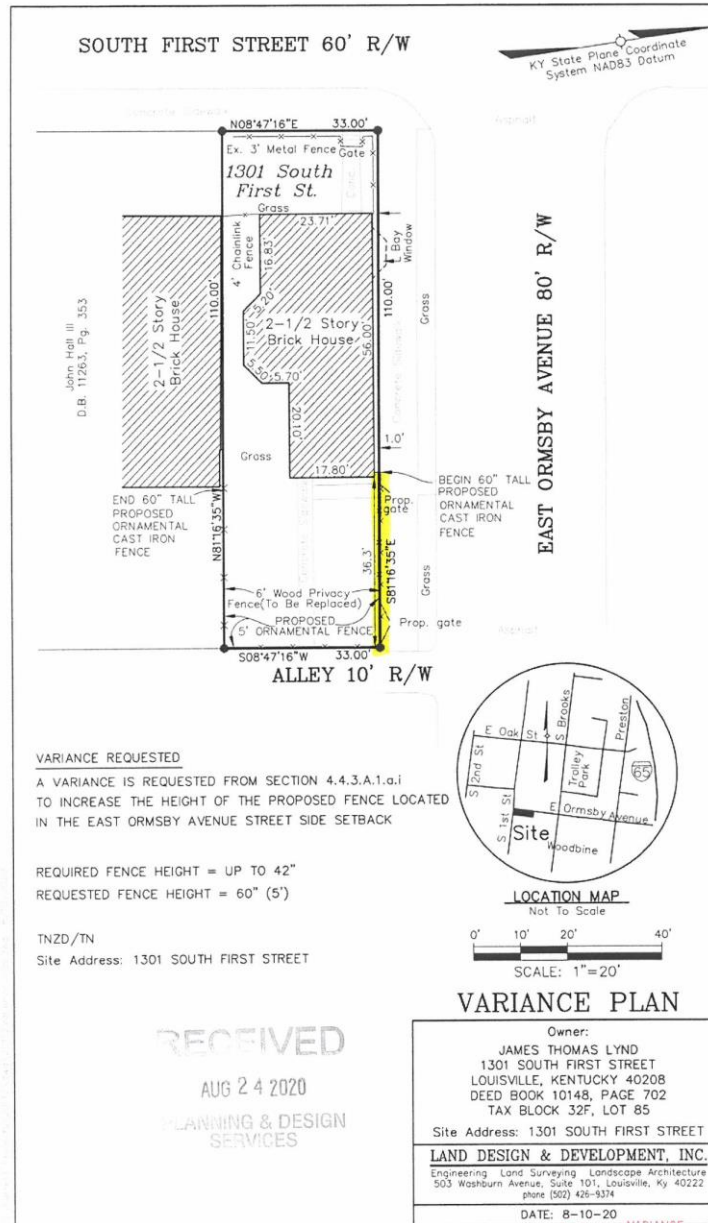 SOUTH FIRST STREET 60' R/W
KY State Plane Coordinate
System NAD83 Datum
Concrete Sidewalk
Asphalt
N08°47'16"E 33.00'
Ex. 3' Metal Fence
Gate
Conc.
1301 South
First St.
Grass
23.71'
4' Chainlink
Fence
16.83'
Bay
Window
110.00'
110.00'
5.20'
11.50'
2-1/2 Story
Brick House
56.00'
2-1/2 Story
Brick House
John Hall III
D.B. 11263, Pg. 353
5.50'
5.70'
20.10'
Grass
Concrete Sidewalk
Grass
EAST ORMSBY AVENUE 80' R/W
1.0'
17.80'
END 60" TALL
PROPOSED
ORNAMENTAL
CAST IRON
FENCE
N81°16'35"W
BEGIN 60" TALL
PROPOSED
ORNAMENTAL
CAST IRON
FENCE
Prop.
gate
Concrete Sidewalk
36.3'
S81°16'35"E
Grass
6' Wood Privacy
Fence(To Be Replaced)
PROPOSED
5' ORNAMENTAL FENCE
Prop. gate
Asphalt
S08°47'16"W 33.00'
ALLEY 10' R/W
VARIANCE REQUESTED
A VARIANCE IS REQUESTED FROM SECTION 4.4.3.A.1.a.i
TO INCREASE THE HEIGHT OF THE PROPOSED FENCE LOCATED
IN THE EAST ORMSBY AVENUE STREET SIDE SETBACK
REQUIRED FENCE HEIGHT = UP TO 42"
REQUESTED FENCE HEIGHT = 60" (5')
TNZD/TN
Site Address: 1301 SOUTH FIRST STREET
E Oak St
S Brooks
Preston
S 2nd St
Trolley
Park
65
S 1st St
E Ormsby Avenue
Site
Woodbine
LOCATION MAP
Not To Scale
0' 10' 20' 40'
SCALE: 1"=20'
VARIANCE PLAN
RECEIVED
AUG 24 2020
PLANNING & DESIGN
SERVICES
Owner:
JAMES THOMAS LYND
1301 SOUTH FIRST STREET
LOUISVILLE, KENTUCKY 40208
DEED BOOK 10148, PAGE 702
TAX BLOCK 32F, LOT 85
Site Address: 1301 SOUTH FIRST STREET
LAND DESIGN & DEVELOPMENT, INC.
Engineering Land Surveying Landscape Architecture
503 Washburn Avenue, Suite 101, Louisville, Ky 40222
phone (502) 426-9374
DATE: 8-10-20